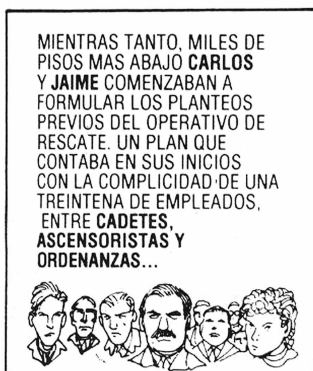 MIENTRAS TANTO, MILES DE
PISOS MAS ABAJO CARLOS
Y JAIME COMENZABAN A
FORMULAR LOS PLANTEOS
PREVIOS DEL OPERATIVO DE
RESCATE. UN PLAN QUE
CONTABA EN SUS INICIOS
CON LA COMPLICIDAD DE UNA
TREINTENA DE EMPLEADOS,
ENTRE CADETES,
ASCENSORISTAS Y
ORDENANZAS...